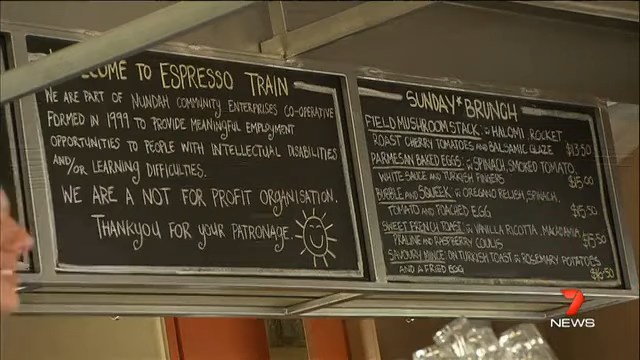 WELCOME TO ESPRESSO TRAIN
WE ARE PART OF NUNDAH COMMUNITY ENTERPRISES CO-OPERATIVE
FORMED IN 1999 TO PROVIDE MEANINGFUL EMPLOYMENT
OPPORTUNITIES TO PEOPLE WITH INTELLECTUAL DISABILITIES
AND/OR LEARNING DIFFICULTIES.
WE ARE A NOT FOR PROFIT ORGANISATION.
THANKYOU FOR YOUR PATRONAGE.
SUNDAY* BRUNCH
FIELD MUSHROOM STACK: W HALOMI, ROCKET,
ROAST CHERRY TOMATOES AND BALSAMIC GLAZE $13.50
PARMESAN BAKED EGGS: W SPINACH, SMOKED TOMATO,
WHITE SAUCE AND TURKISH FINGERS $15.00
BUBBLE AND SQUEEK: W OREGANO RELISH, SPINACH,
TOMATO AND POACHED EGG $15.50
SWEET FRENCH TOAST: W VANILLA RICOTTA, MACADAMIA
PRALINE AND RASPBERRY COULIS $15.50
SAVOURY MINCE: ON TURKISH TOAST W ROSEMARY POTATOES
AND A FRIED EGG $16.50
7
NEWS